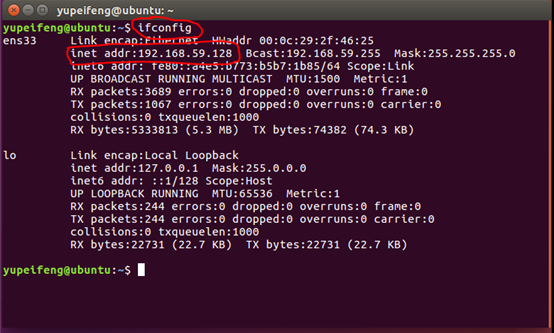 yupeifeng@ubuntu: ~
yupeifeng@ubuntu:~$ ifconfig
ens33 Link encap:Ethernet HWaddr 00:0c:29:2f:46:25
inet addr:192.168.59.128 Bcast:192.168.59.255 Mask:255.255.255.0
inet6 addr: fe80::a4e5:b773:b5b7:1b85/64 Scope:Link
UP BROADCAST RUNNING MULTICAST MTU:1500 Metric:1
RX packets:3689 errors:0 dropped:0 overruns:0 frame:0
TX packets:1067 errors:0 dropped:0 overruns:0 carrier:0
collisions:0 txqueuelen:1000
RX bytes:5333813 (5.3 MB) TX bytes:74382 (74.3 KB)
lo Link encap:Local Loopback
inet addr:127.0.0.1 Mask:255.0.0.0
inet6 addr: ::1/128 Scope:Host
UP LOOPBACK RUNNING MTU:65536 Metric:1
RX packets:244 errors:0 dropped:0 overruns:0 frame:0
TX packets:244 errors:0 dropped:0 overruns:0 carrier:0
collisions:0 txqueuelen:1000
RX bytes:22731 (22.7 KB) TX bytes:22731 (22.7 KB)
yupeifeng@ubuntu:~$